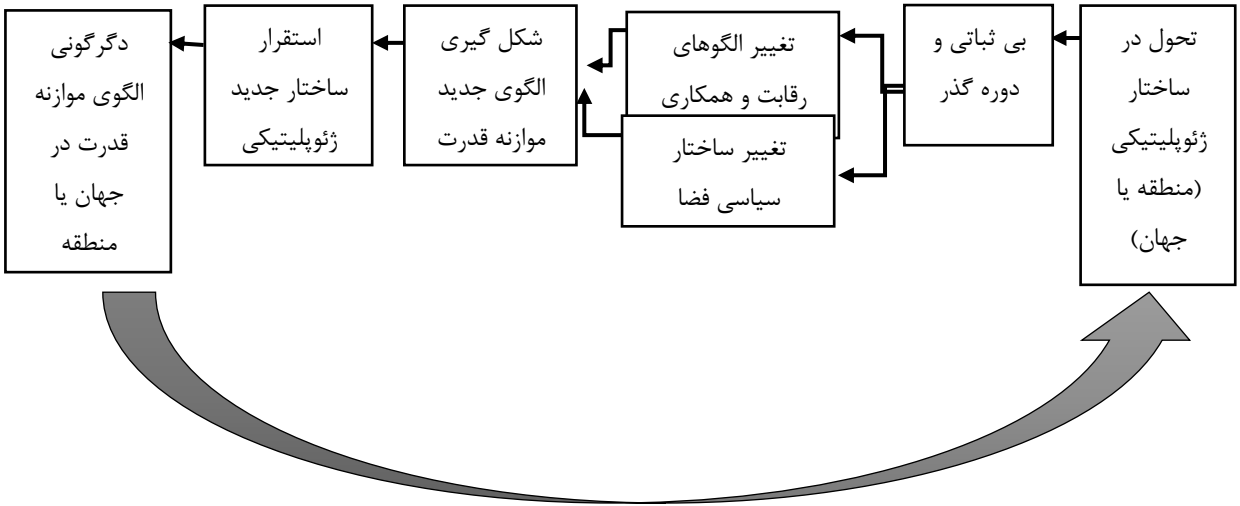 تحول در
ساختار
ژئوپلیتیکی
(منطقه یا
جهان)
بی ثباتی و
دوره گذر
تغییر الگوهای
رقابت و همکاری
تغییر ساختار
سیاسی فضا
شکل گیری
الگوی جدید
موازنه قدرت
استقرار
ساختار جدید
ژئوپلیتیکی
دگرگونی
الگوی موازنه
قدرت در
جهان یا
منطقه